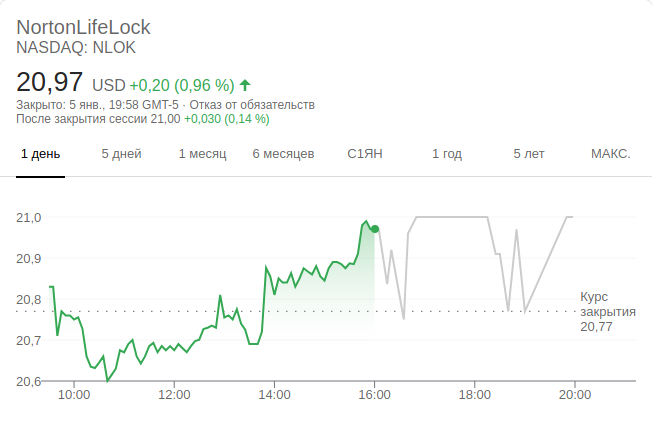 NortonLifeLock
NASDAQ: NLOK
20,97 USD +0,20 (0,96 %)
Закрыто: 5 янв., 19:58 GMT-5 · Отказ от обязательств
После закрытия сессии 21,00 +0,030 (0,14 %)
1 день 5 дней 1 месяц 6 месяцев С1ЯН 1 год 5 лет МАКС.
21,0
20,9
20,8
20,7
20,6
Курс
закрытия
20,77
10:00 12:00 14:00 16:00 18:00 20:00